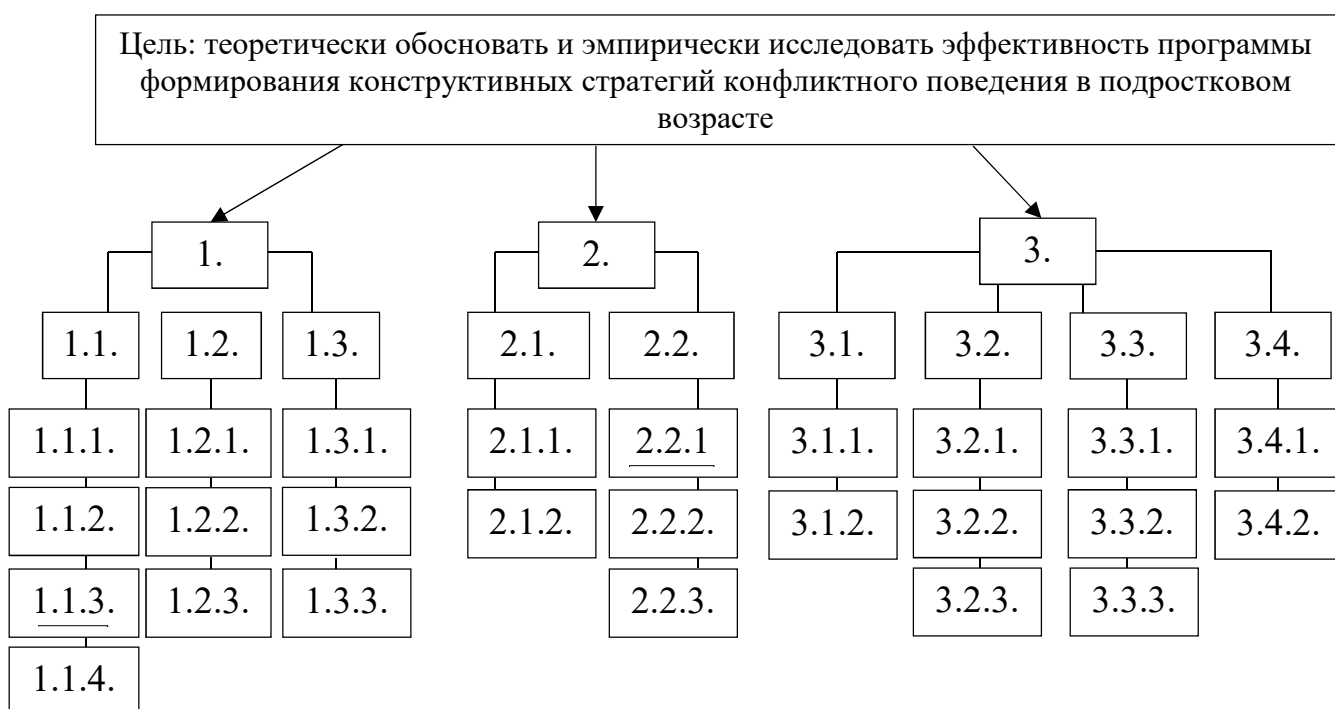 Цель: теоретически обосновать и эмпирически исследовать эффективность программы
формирования конструктивных стратегий конфликтного поведения в подростковом
возрасте
1. 2. 3.
1.1. 1.2. 1.3. 2.1. 2.2. 3.1. 3.2. 3.3. 3.4.
1.1.1. 1.2.1. 1.3.1. 2.1.1. 2.2.1 3.1.1. 3.2.1. 3.3.1. 3.4.1.
1.1.2. 1.2.2. 1.3.2. 2.1.2. 2.2.2. 3.1.2. 3.2.2. 3.3.2. 3.4.2.
1.1.3. 1.2.3. 1.3.3. 2.2.3. 3.2.3. 3.3.3.
1.1.4.